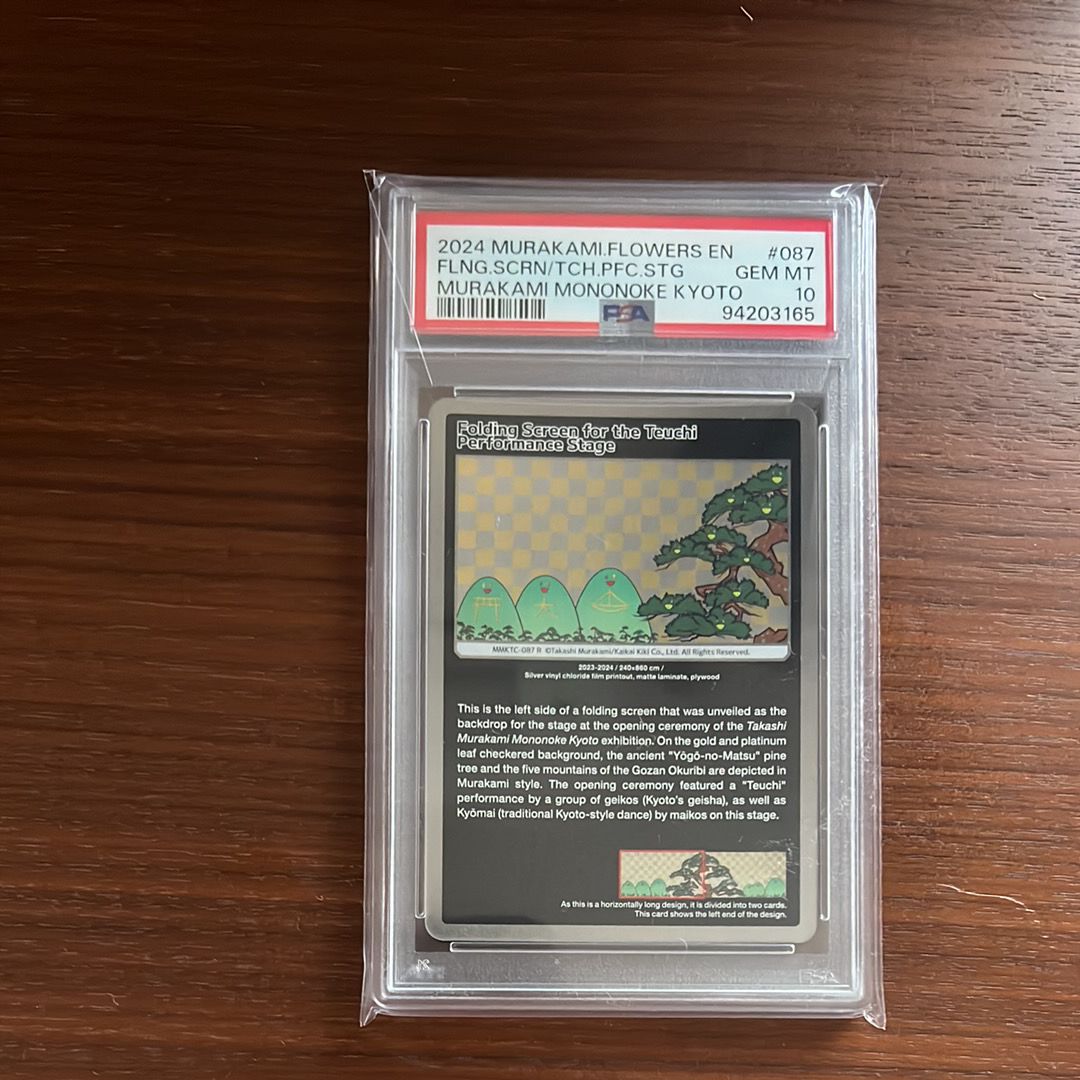 2024 MURAKAMI.FLOWERS EN #087
FLNG.SCRN/TCH.PFC.STG GEM MT
MURAKAMI MONONOKE KYOTO 10
PSA 94203165
Folding Screen for the Teuchi
Performance Stage
MMKTC-087 R ©Takashi Murakami/Kaikai Kiki Co., Ltd. All Rights Reserved.
2023-2024 / 240×860 cm /
Silver vinyl chloride film printout, matte laminate, plywood
This is the left side of a folding screen that was unveiled as the
backdrop for the stage at the opening ceremony of the Takashi
Murakami Mononoke Kyoto exhibition. On the gold and platinum
leaf checkered background, the ancient "Yōgō-no-Matsu" pine
tree and the five mountains of the Gozan Okuribi are depicted in
Murakami style. The opening ceremony featured a "Teuchi"
performance by a group of geikos (Kyoto's geisha), as well as
Kyōmai (traditional Kyoto-style dance) by maikos on this stage.
As this is a horizontally long design, it is divided into two cards.
This card shows the left end of the design.
PSA